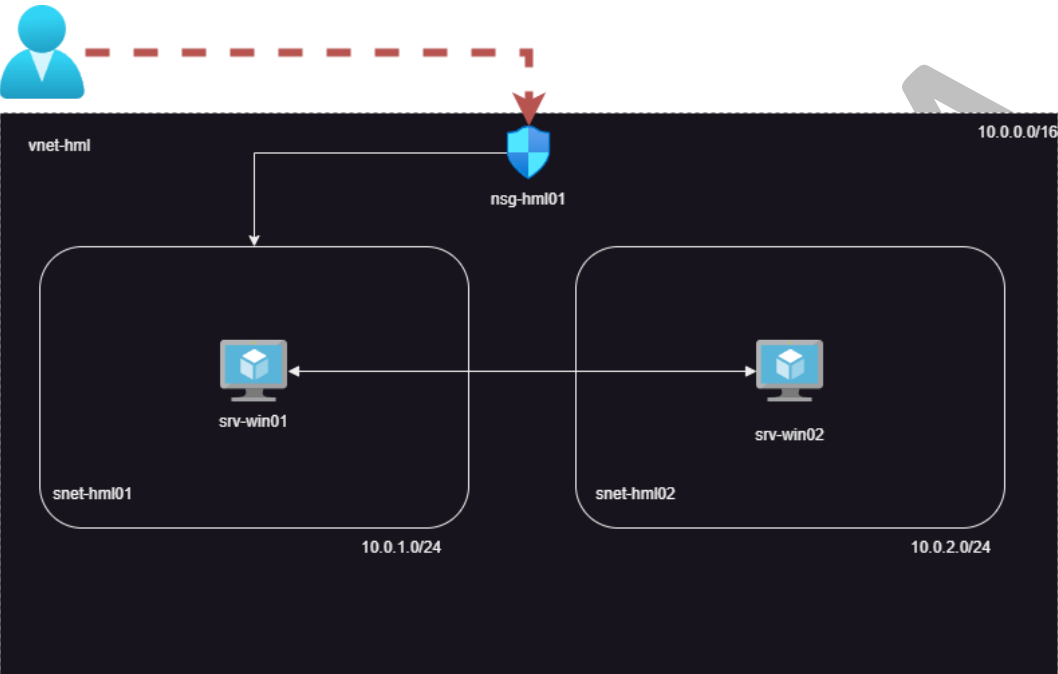 10.0.0.0/16
vnet-hml
nsg-hml01
srv-win01
srv-win02
snet-hml01
snet-hml02
10.0.1.0/24
10.0.2.0/24